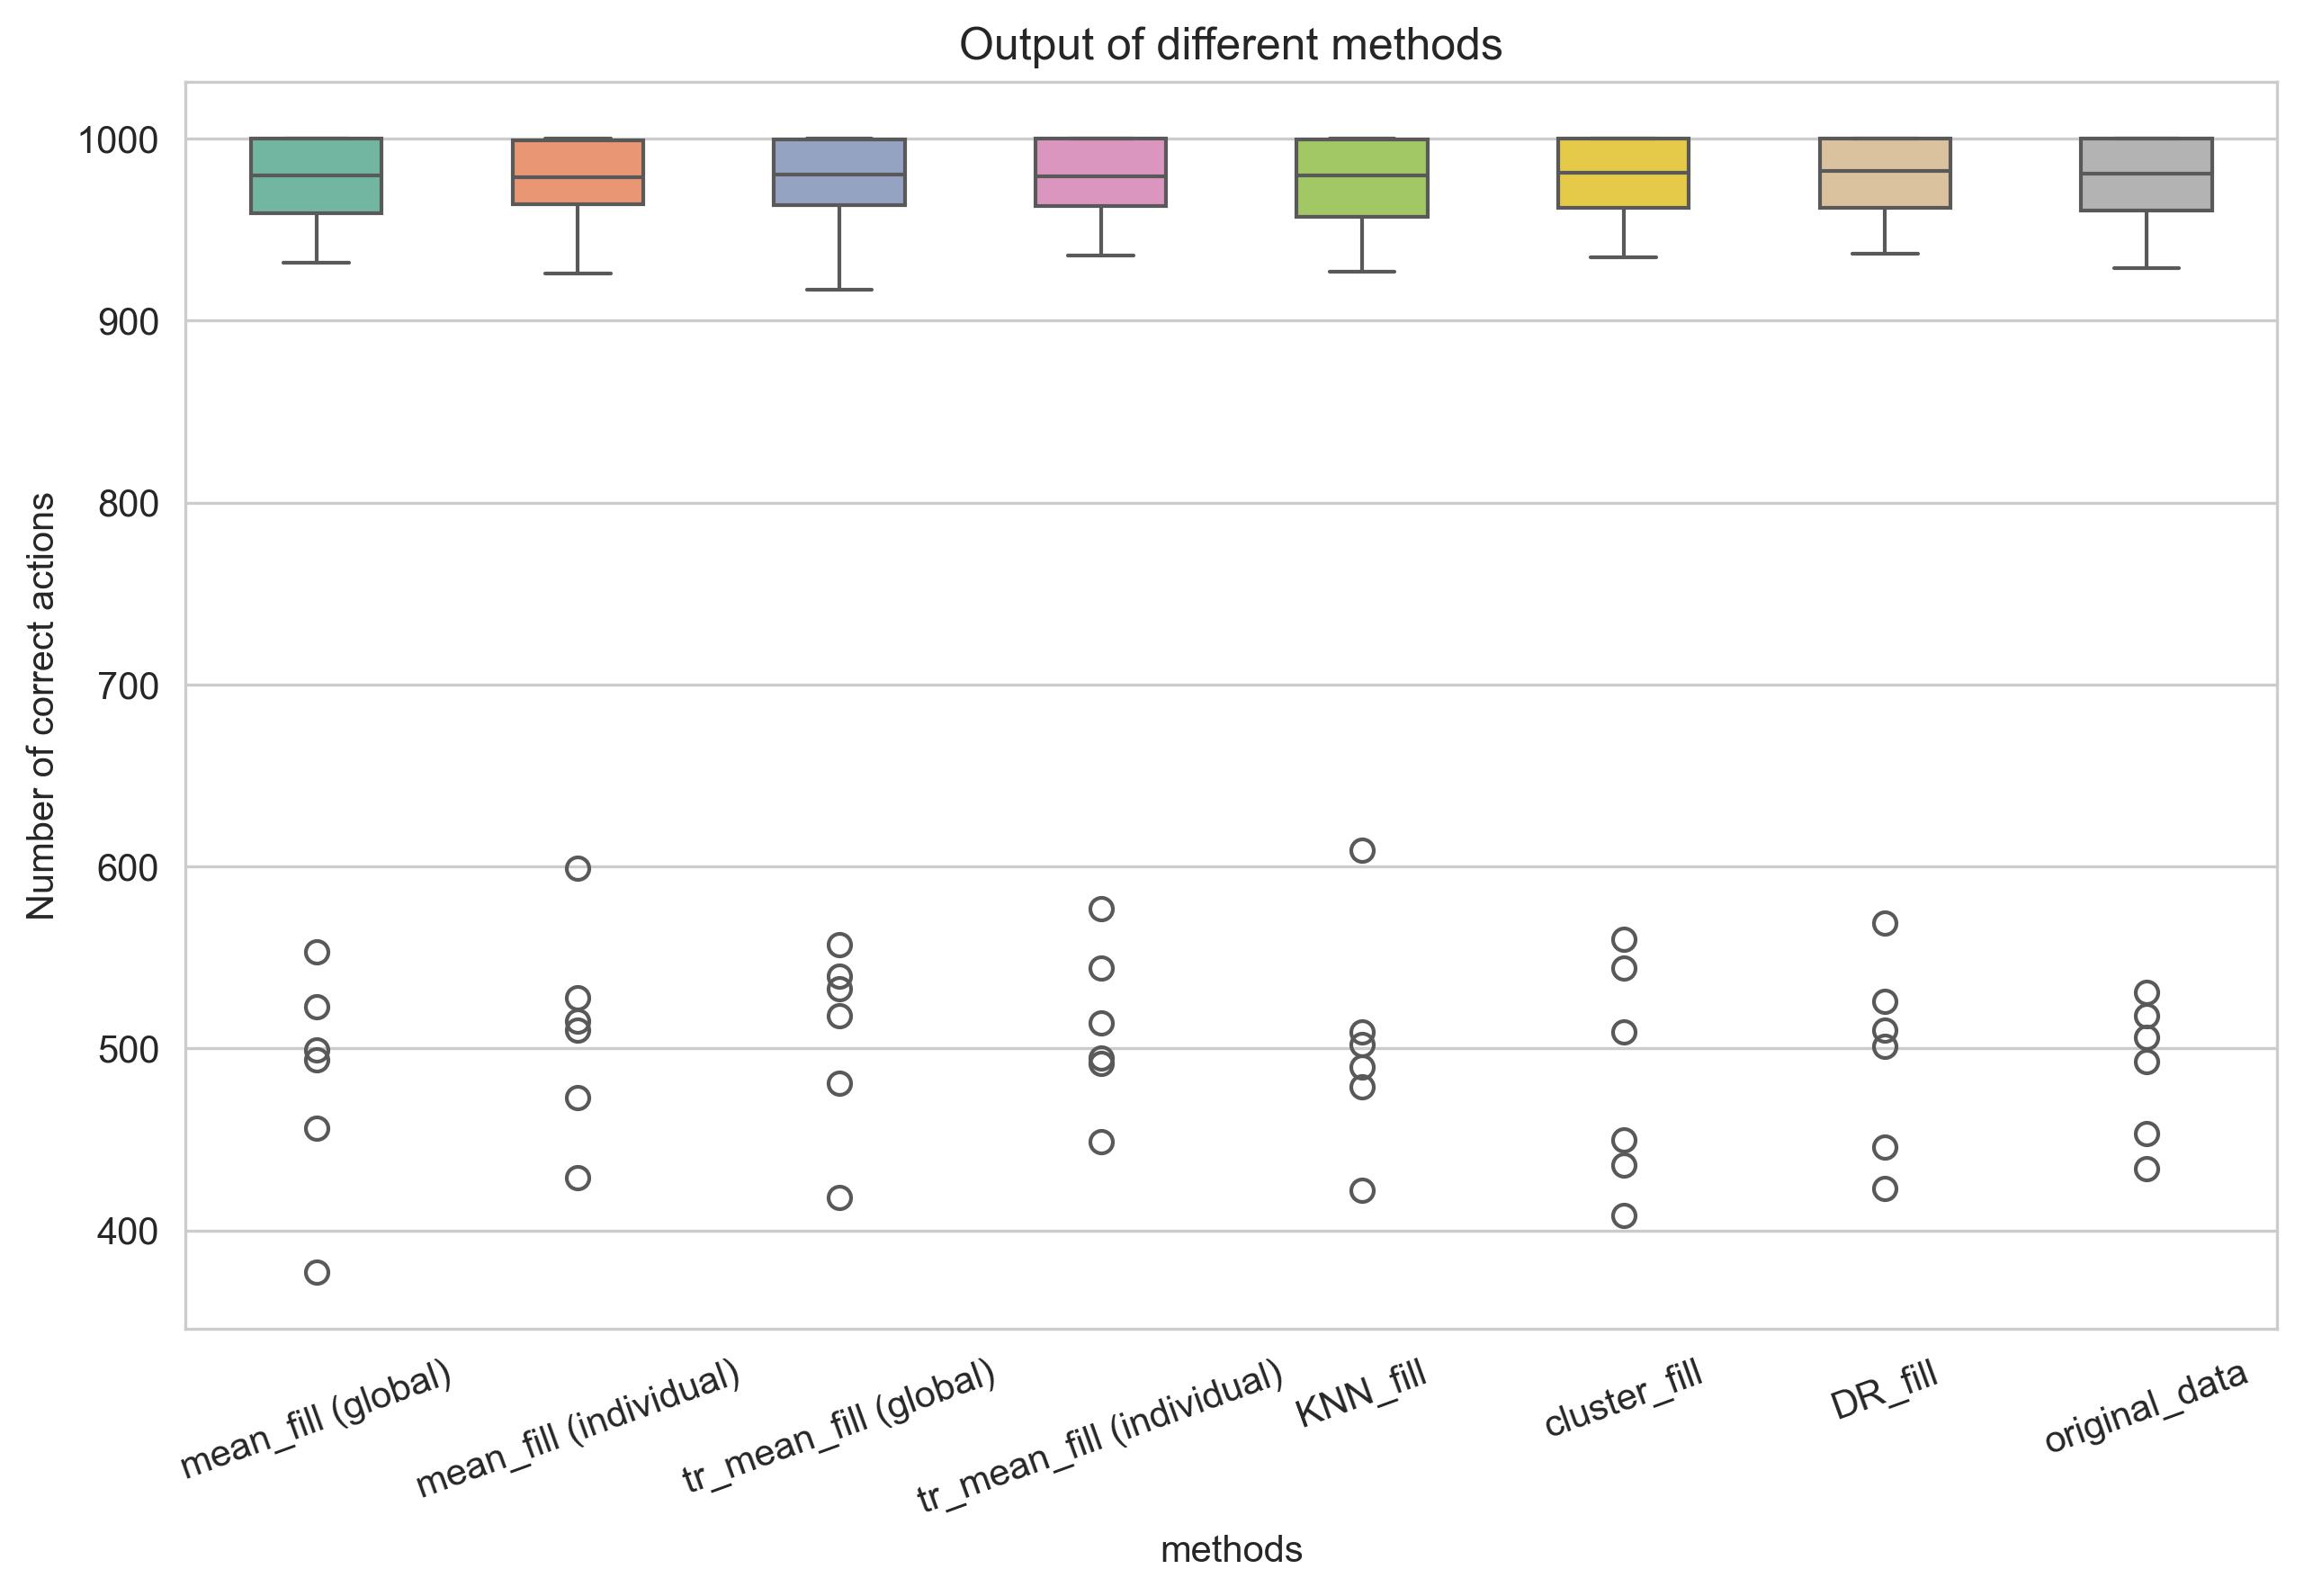 Output of different methods
Number of correct actions
1000
900
800
700
600
500
400
mean_fill (global)
mean_fill (individual)
tr_mean_fill (global)
tr_mean_fill (individual)
KNN_fill
cluster_fill
DR_fill
original_data
methods